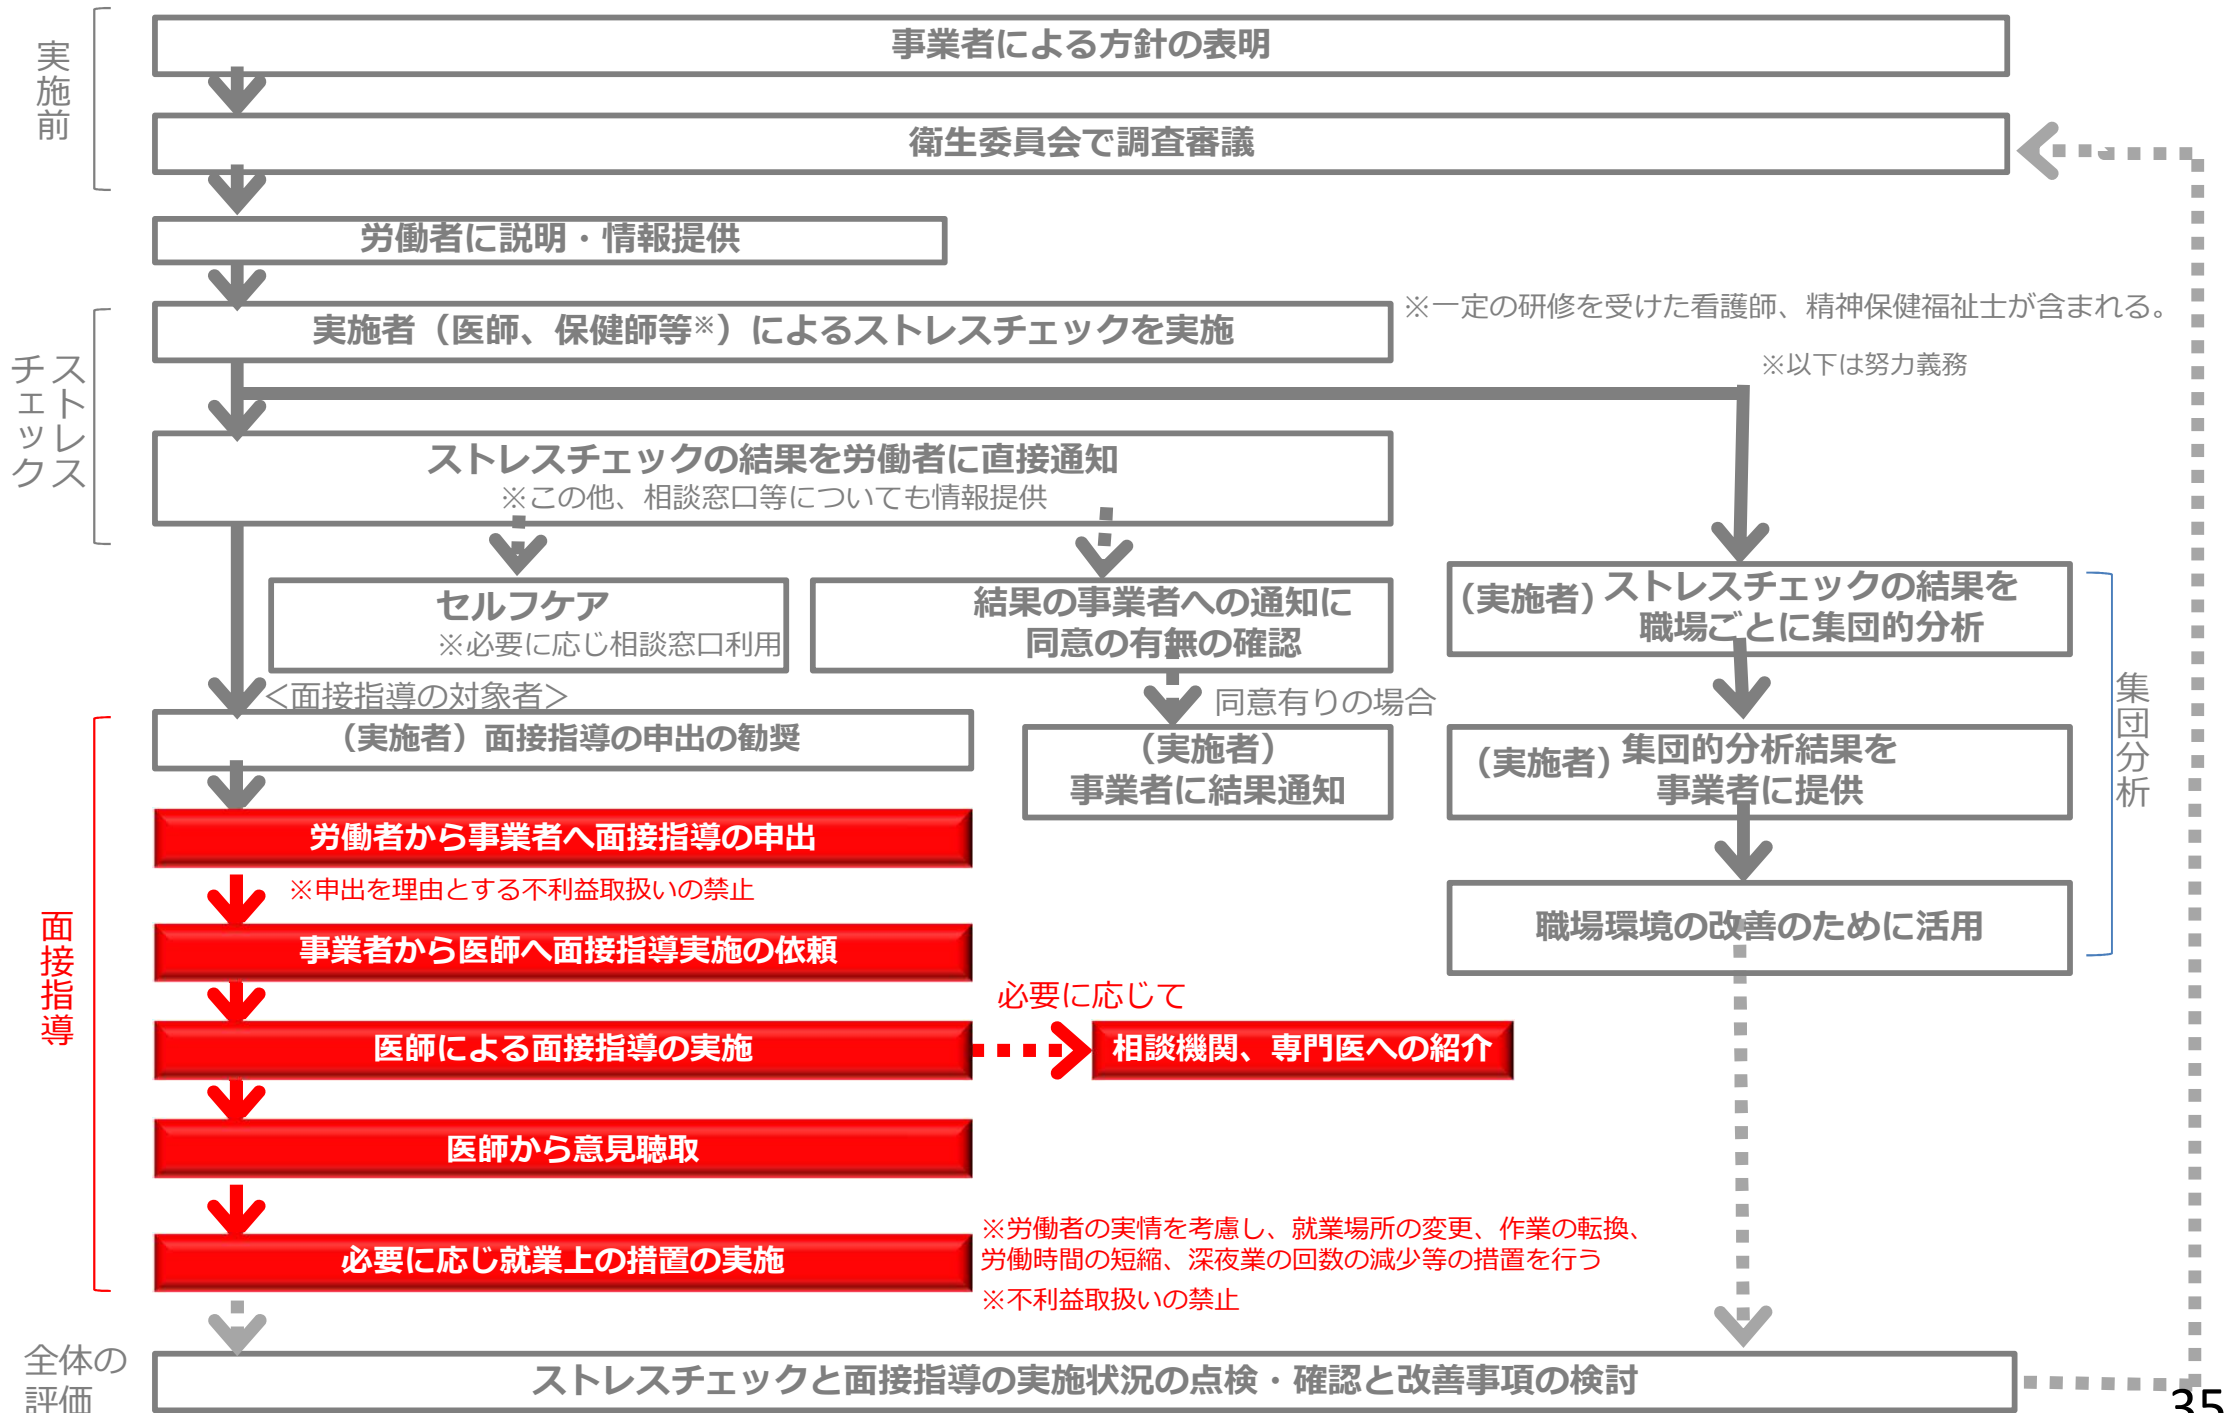 実施前
事業者による方針の表明
衛生委員会で調査審議
労働者に説明・情報提供
ストレス
チェック
実施者（医師、保健師等※）によるストレスチェックを実施
※一定の研修を受けた看護師、精神保健福祉士が含まれる。
※以下は努力義務
ストレスチェックの結果を労働者に直接通知
※この他、相談窓口等についても情報提供
セルフケア
※必要に応じ相談窓口利用
結果の事業者への通知に
同意の有無の確認
（実施者）ストレスチェックの結果を
職場ごとに集団的分析
集団分析
＜面接指導の対象者＞
同意有りの場合
面接指導
（実施者）面接指導の申出の勧奨
（実施者）
事業者に結果通知
（実施者）集団的分析結果を
事業者に提供
労働者から事業者へ面接指導の申出
※申出を理由とする不利益取扱いの禁止
職場環境の改善のために活用
事業者から医師へ面接指導実施の依頼
必要に応じて
医師による面接指導の実施
相談機関、専門医への紹介
医師から意見聴取
必要に応じ就業上の措置の実施
※労働者の実情を考慮し、就業場所の変更、作業の転換、
労働時間の短縮、深夜業の回数の減少等の措置を行う
※不利益取扱いの禁止
全体の
評価
ストレスチェックと面接指導の実施状況の点検・確認と改善事項の検討
35